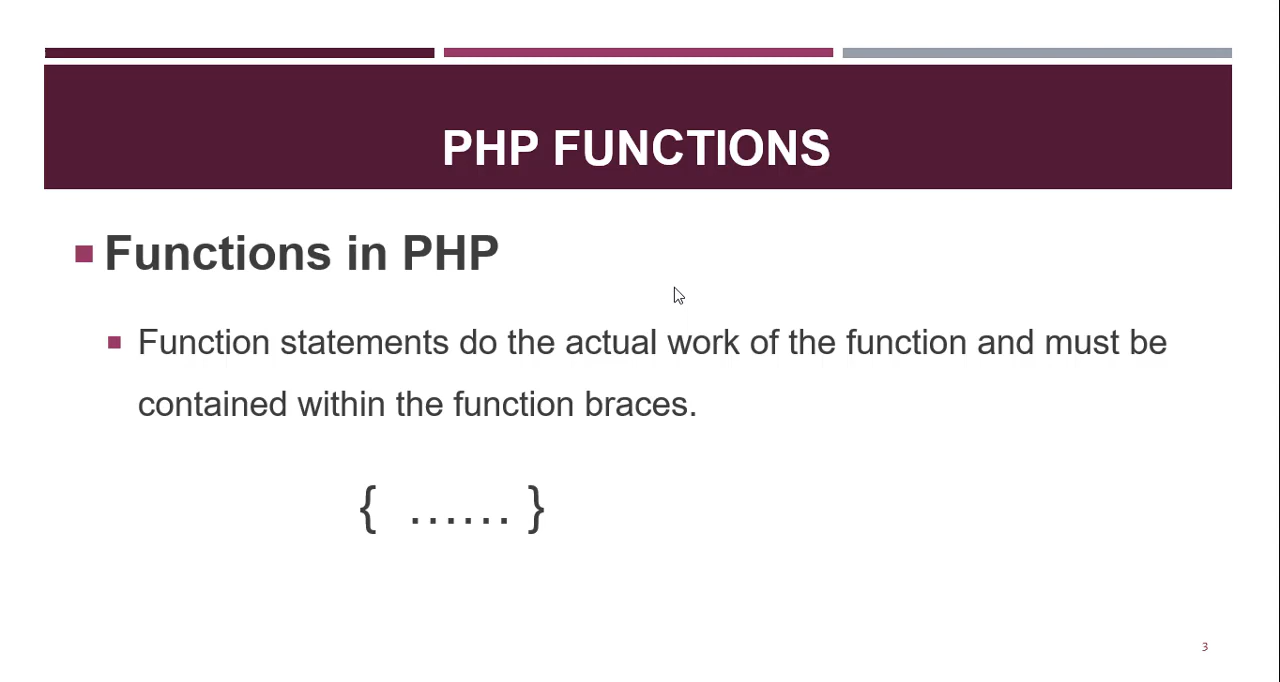 PHP FUNCTIONS
Functions in PHP
Function statements do the actual work of the function and must be
contained within the function braces.
{ ...... }
3